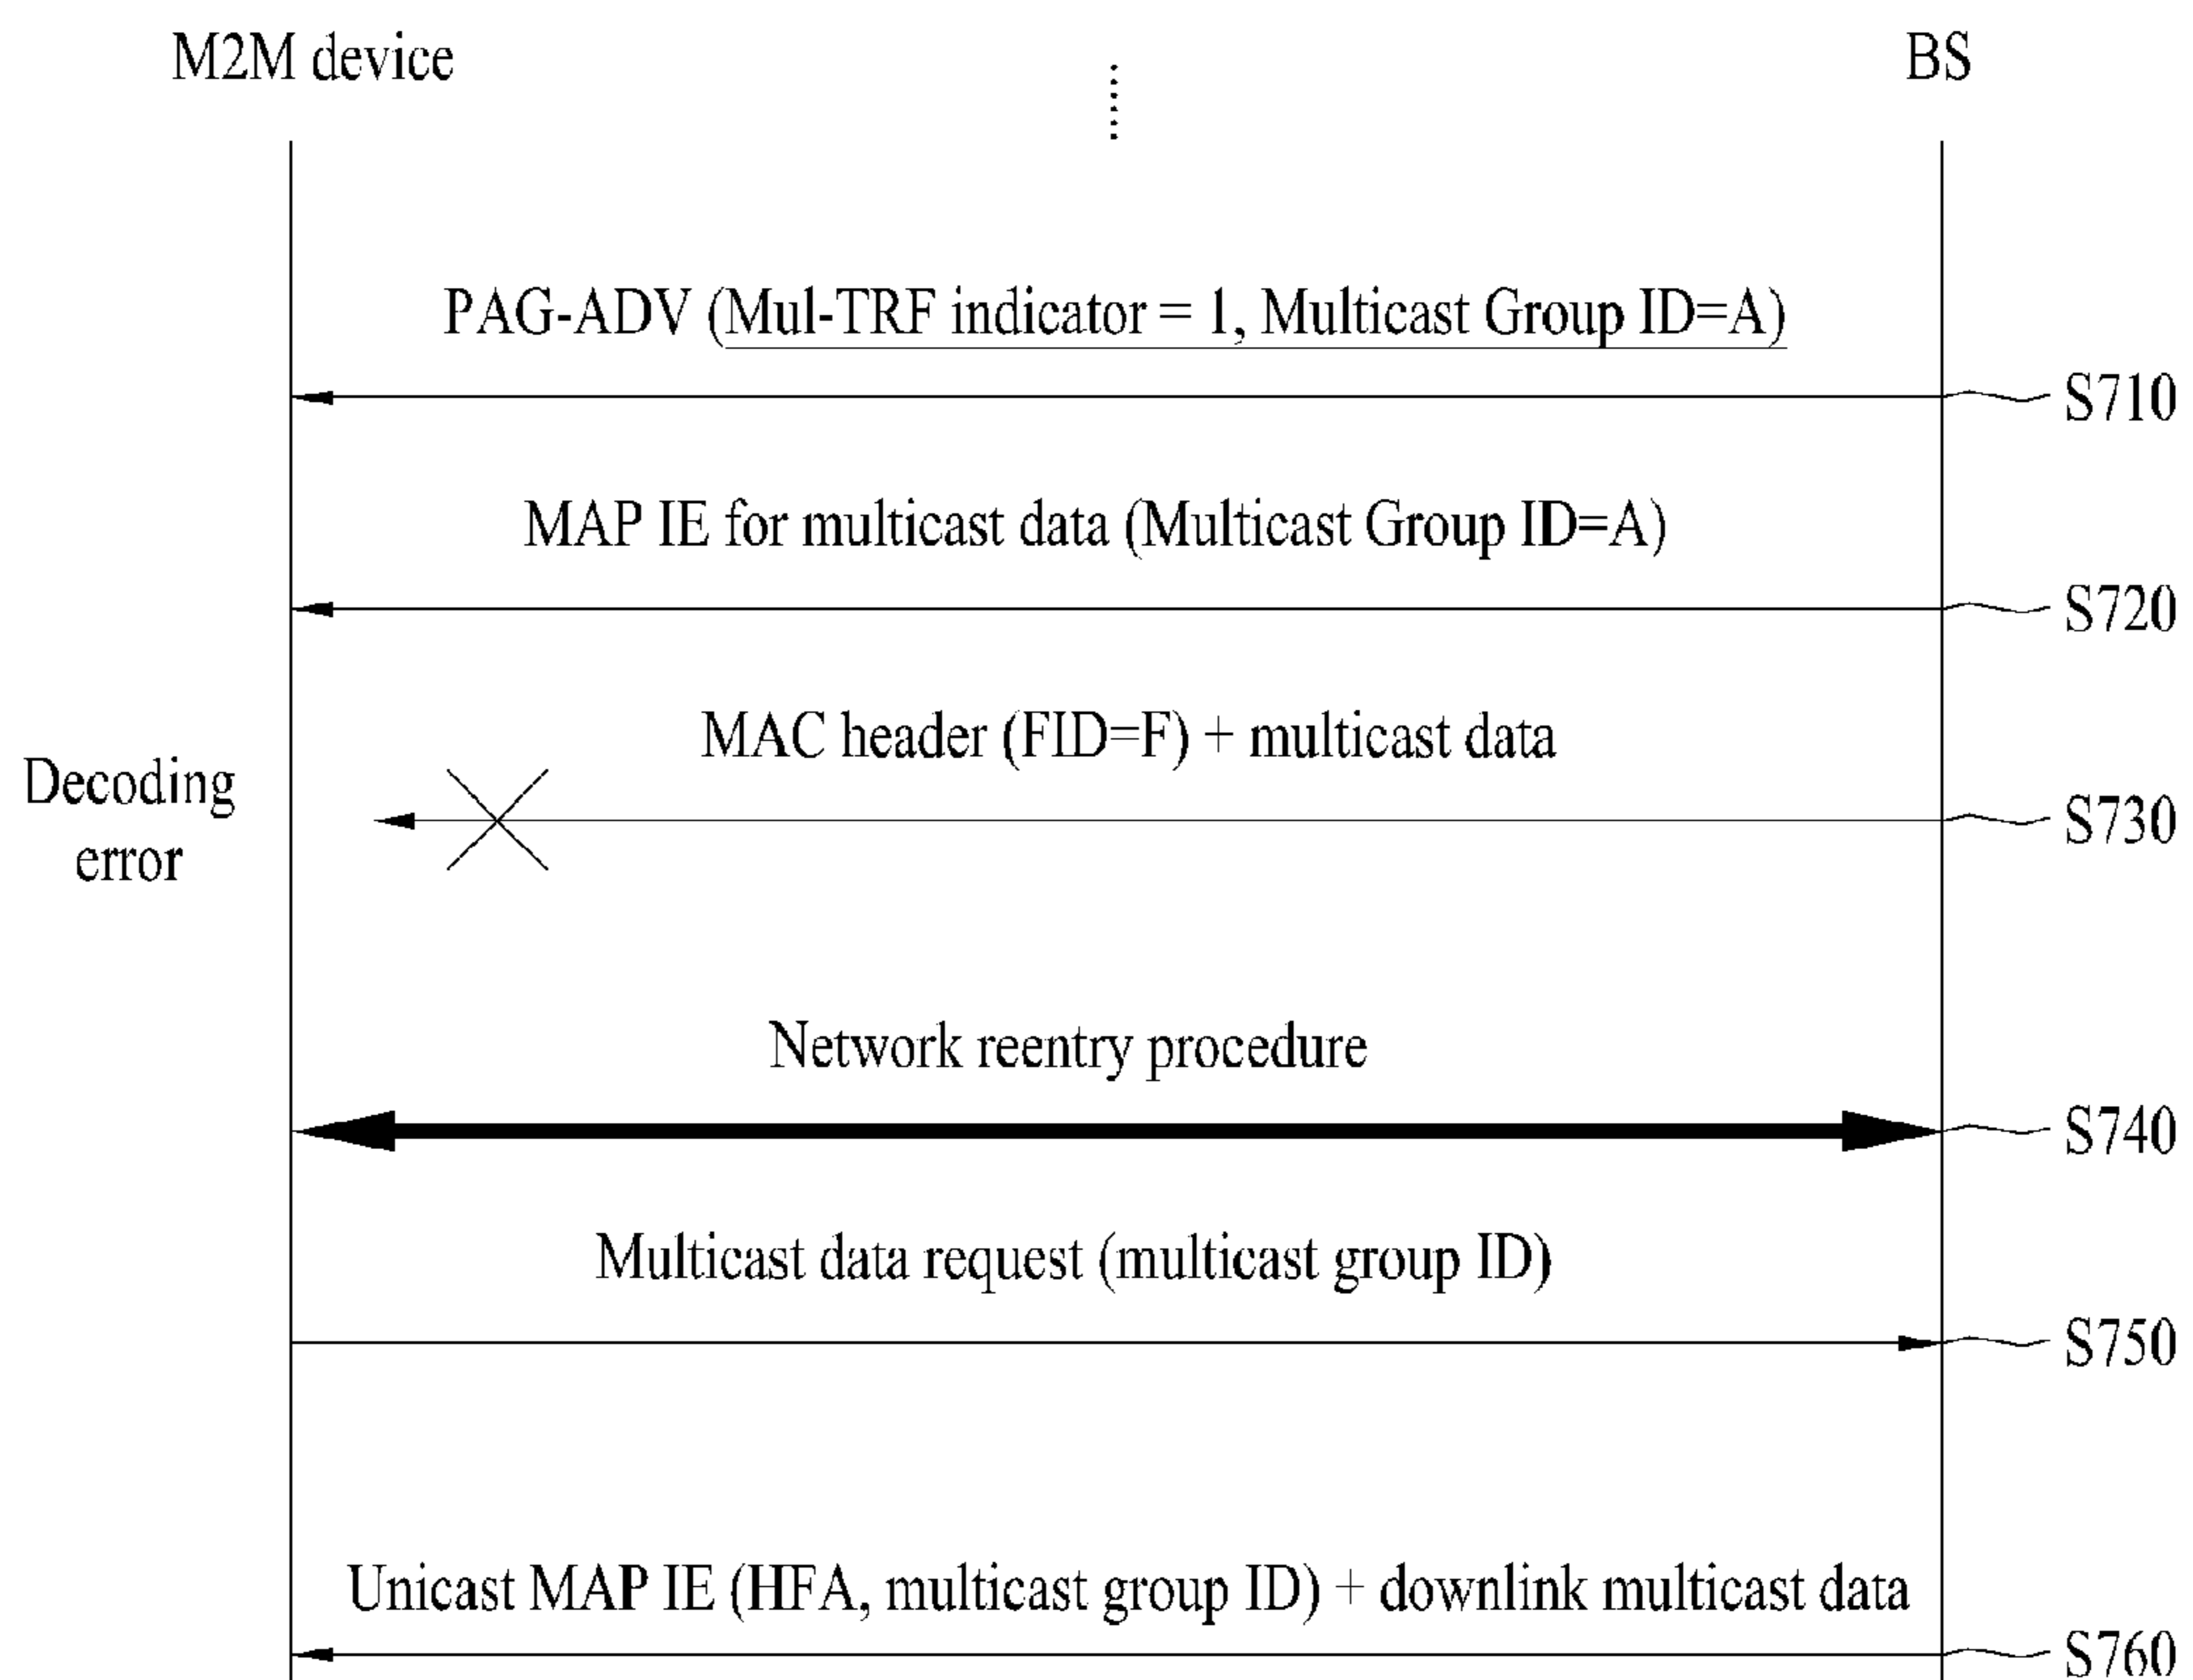 M2M device
BS
PAG-ADV (Mul-TRF indicator = 1, Multicast Group ID=A)
S710
MAP IE for multicast data (Multicast Group ID=A)
S720
MAC header (FID=F) + multicast data
Decoding
error
S730
Network reentry procedure
S740
Multicast data request (multicast group ID)
S750
Unicast MAP IE (HFA, multicast group ID) + downlink multicast data
S760